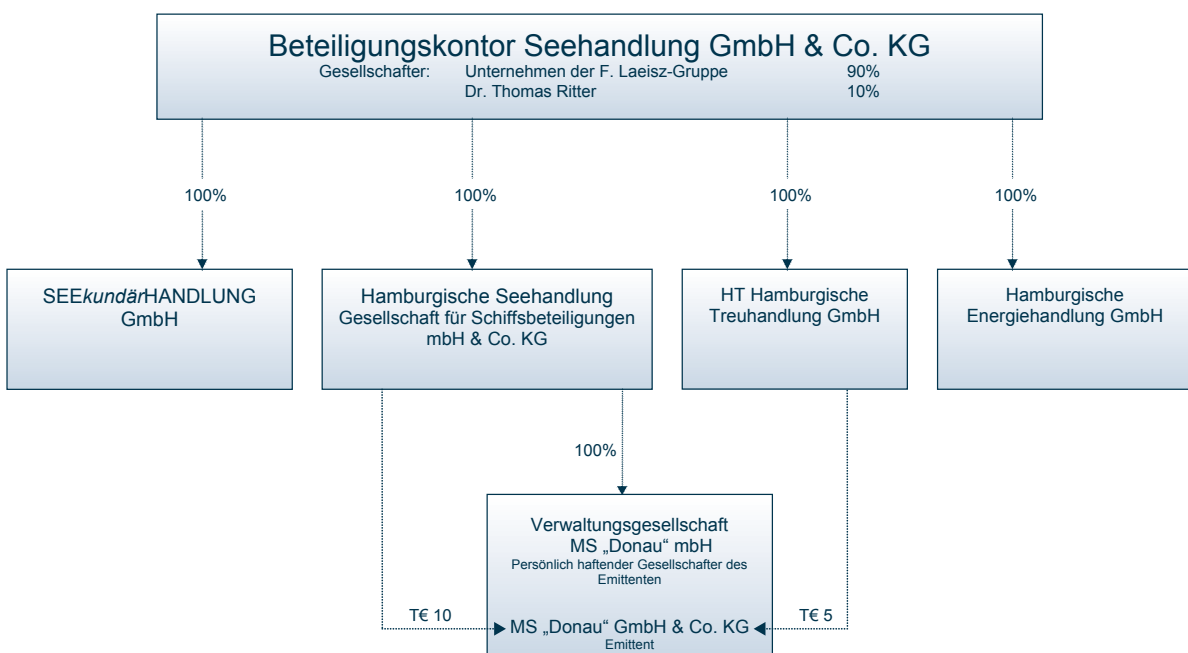 Beteiligungskontor Seehandlung GmbH & Co. KG
Gesellschafter: Unternehmen der F. Laeisz-Gruppe 90%
Dr. Thomas Ritter 10%
100% 100% 100% 100%
SEEkundärHANDLUNG
GmbH
Hamburgische Seehandlung
Gesellschaft für Schiffsbeteiligungen
mbH & Co. KG
HT Hamburgische
Treuhandlung GmbH
Hamburgische
Energiehandlung GmbH
100%
Verwaltungsgesellschaft
MS „Donau“ mbH
Persönlich haftender Gesellschafter des
Emittenten
T€ 10
MS „Donau“ GmbH & Co. KG
T€ 5
Emittent